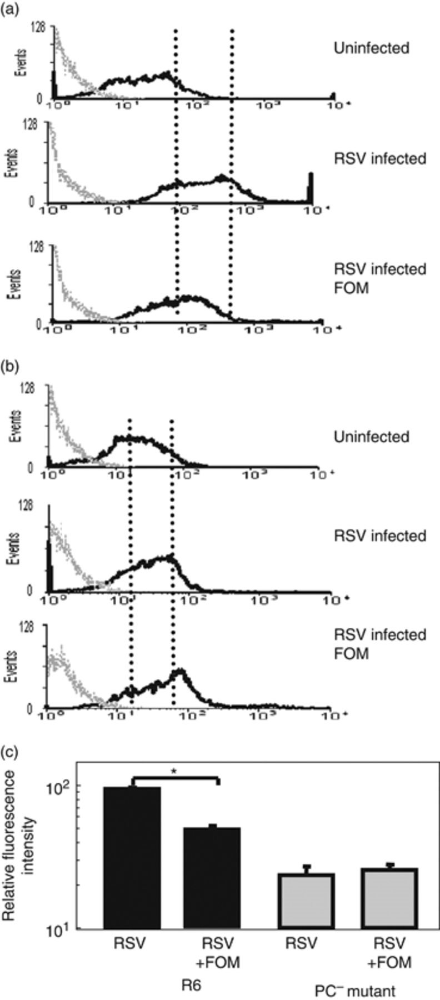 (a)
128
Events
0
10⁰ 10¹ 10² 10³ 10⁴
Uninfected
128
Events
0
10⁰ 10¹ 10² 10³ 10⁴
RSV infected
128
Events
0
10⁰ 10¹ 10² 10³ 10⁴
RSV infected
FOM
(b)
128
Events
0
10⁰ 10¹ 10² 10³ 10⁴
Uninfected
128
Events
0
10⁰ 10¹ 10² 10³ 10⁴
RSV infected
128
Events
0
10⁰ 10¹ 10² 10³ 10⁴
RSV infected
FOM
(c)
Relative fluorescence
intensity
10²
10¹
*
RSV RSV RSV RSV
+FOM +FOM
R6 PC⁻ mutant